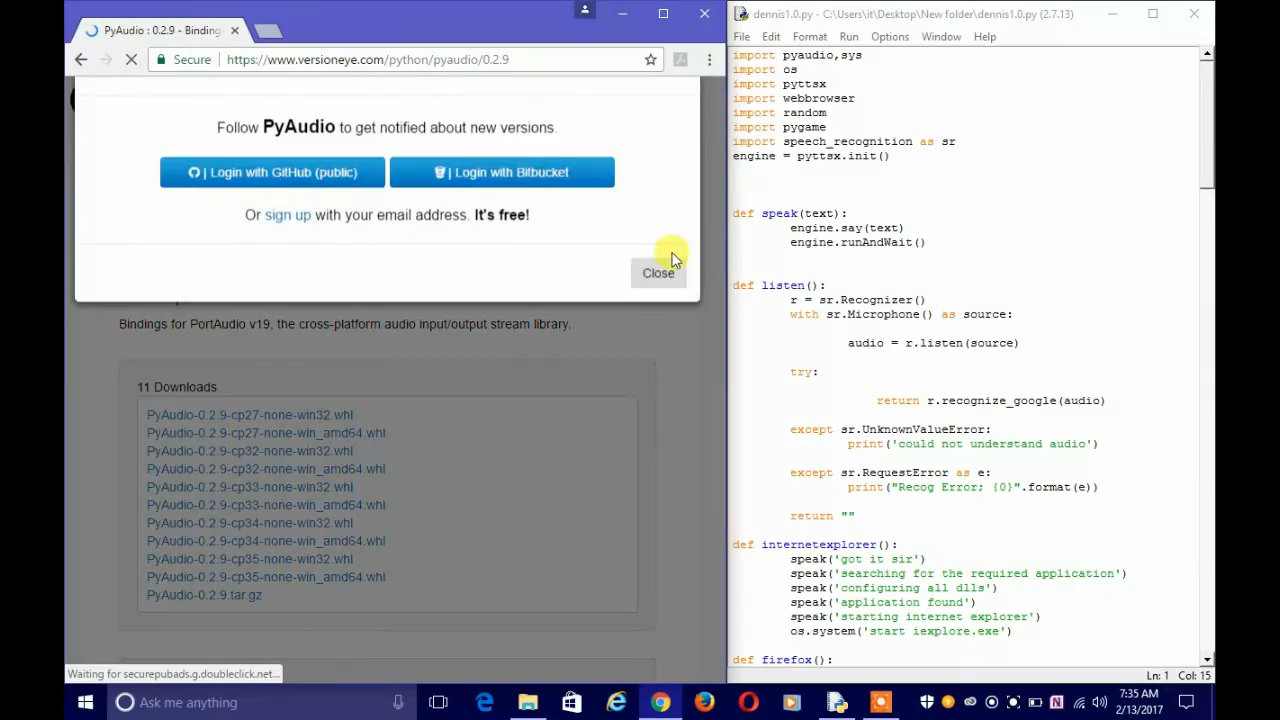 PyAudio : 0.2.9 - Binding
Secure
https://www.versioneye.com/python/pyaudio/0.2.9
Follow PyAudio to get notified about new versions.
| Login with GitHub (public)
| Login with Bitbucket
Or sign up with your email address. It's free!
Close
Bindings for PortAudio v19, the cross-platform audio input/output stream library.
11 Downloads
PyAudio-0.2.9-cp27-none-win32.whl
PyAudio-0.2.9-cp27-none-win_amd64.whl
PyAudio-0.2.9-cp32-none-win32.whl
PyAudio-0.2.9-cp32-none-win_amd64.whl
PyAudio-0.2.9-cp33-none-win32.whl
PyAudio-0.2.9-cp33-none-win_amd64.whl
PyAudio-0.2.9-cp34-none-win32.whl
PyAudio-0.2.9-cp34-none-win_amd64.whl
PyAudio-0.2.9-cp35-none-win32.whl
PyAudio-0.2.9-cp35-none-win_amd64.whl
PyAudio-0.2.9.tar.gz
Waiting for securepubads.g.doubleclick.net...
dennis1.0.py - C:\Users\it\Desktop\New folder\dennis1.0.py (2.7.13)
File Edit Format Run Options Window Help
import pyaudio,sys
import os
import pyttsx
import webbrowser
import random
import pygame
import speech_recognition as sr
engine = pyttsx.init()
def speak(text):
engine.say(text)
engine.runAndWait()
def listen():
r = sr.Recognizer()
with sr.Microphone() as source:
audio = r.listen(source)
try:
return r.recognize_google(audio)
except sr.UnknownValueError:
print('could not understand audio')
except sr.RequestError as e:
print("Recog Error; {0}".format(e))
return ""
def internetexplorer():
speak('got it sir')
speak('searching for the required application')
speak('configuring all dlls')
speak('application found')
speak('starting internet explorer')
os.system('start iexplore.exe')
def firefox():
Ln: 1 Col: 15
Ask me anything
7:35 AM
2/13/2017